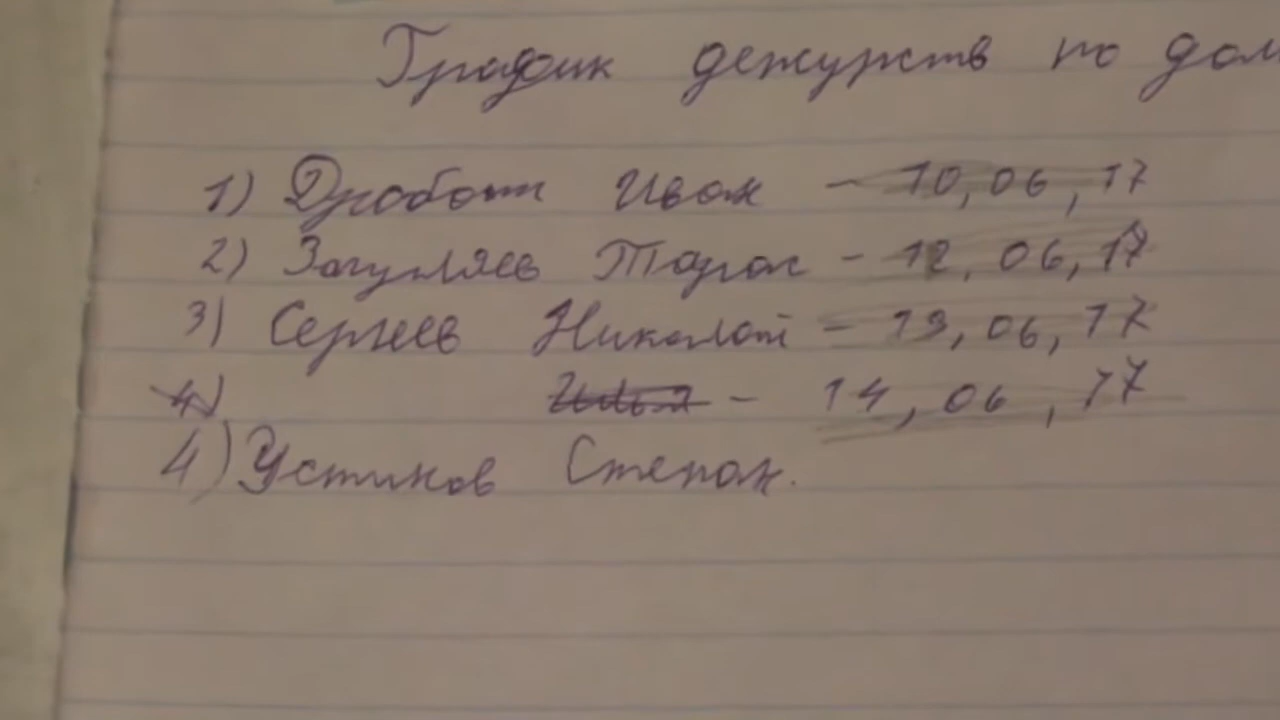 График дежурств по дом
1) Дробот Иван - 10,06,17
2) Загуляев Тарас - 12,06,17
3) Сергеев Николай - 13,06,17
4) - 14,06,17
4) Устинов Степан.